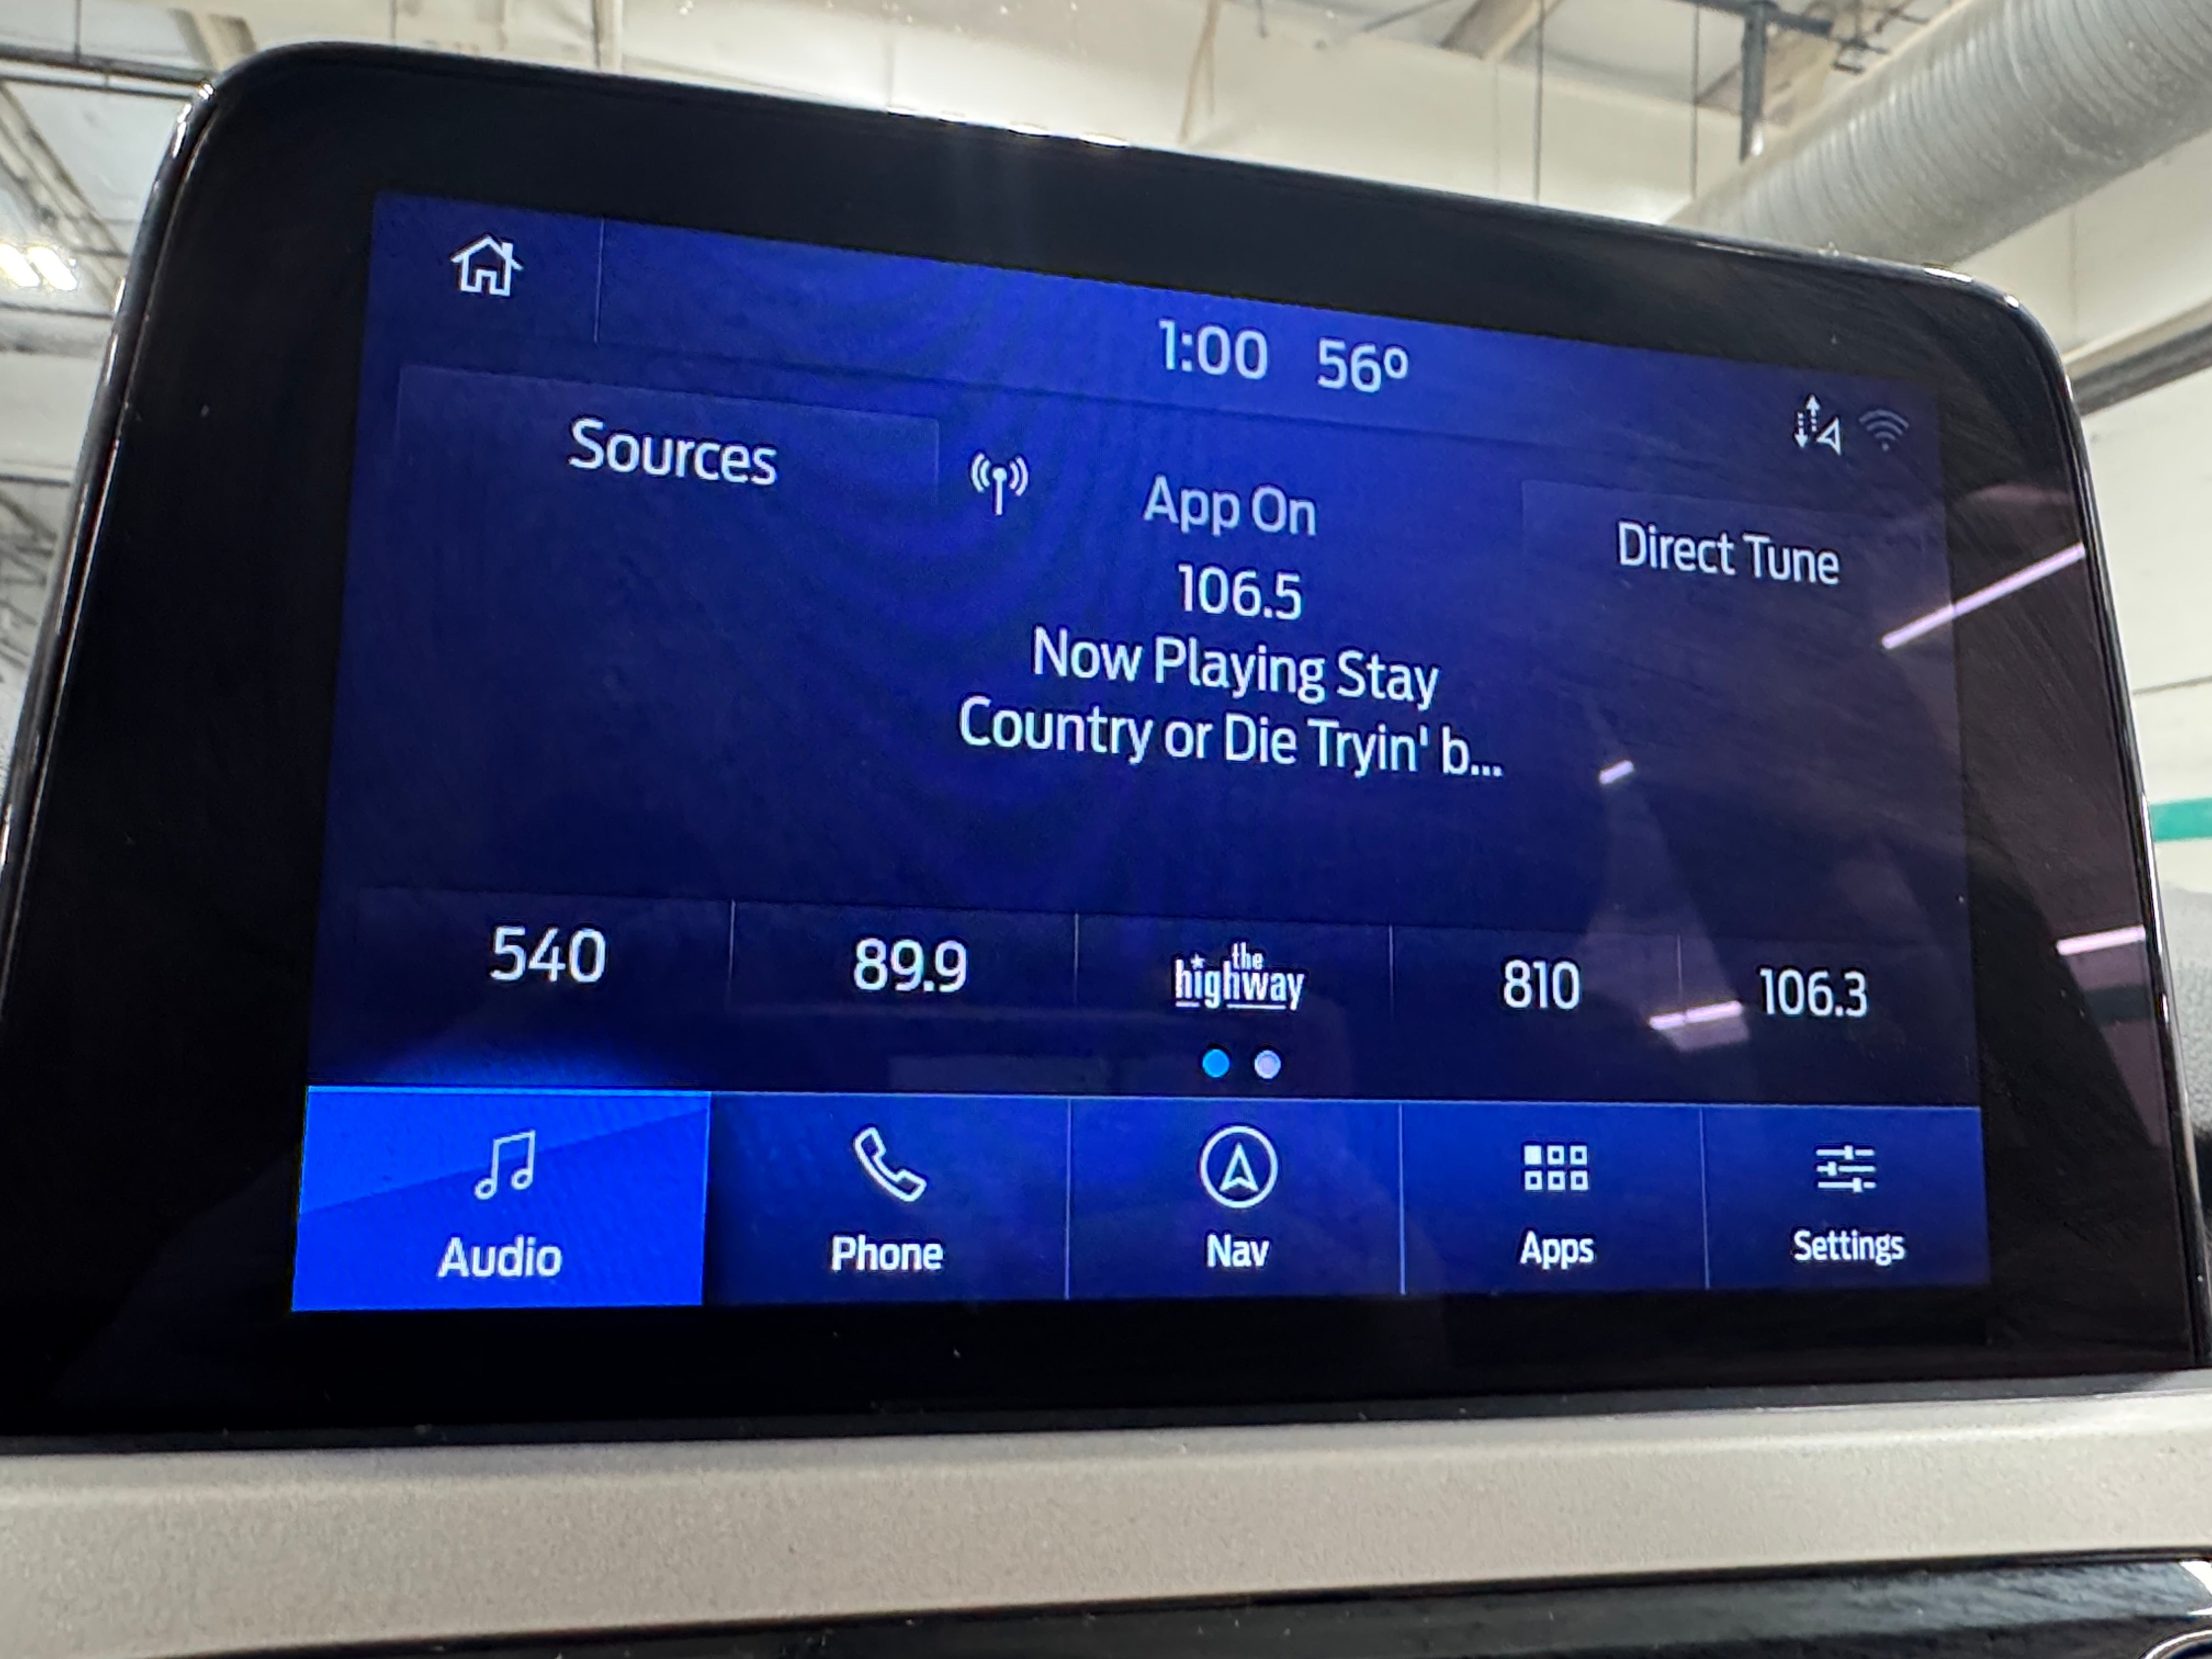 1:00 56°
Sources
App On
Direct Tune
106.5
Now Playing Stay
Country or Die Tryin' b...
540
89.9
the
highway
810
106.3
Audio
Phone
Nav
Apps
Settings